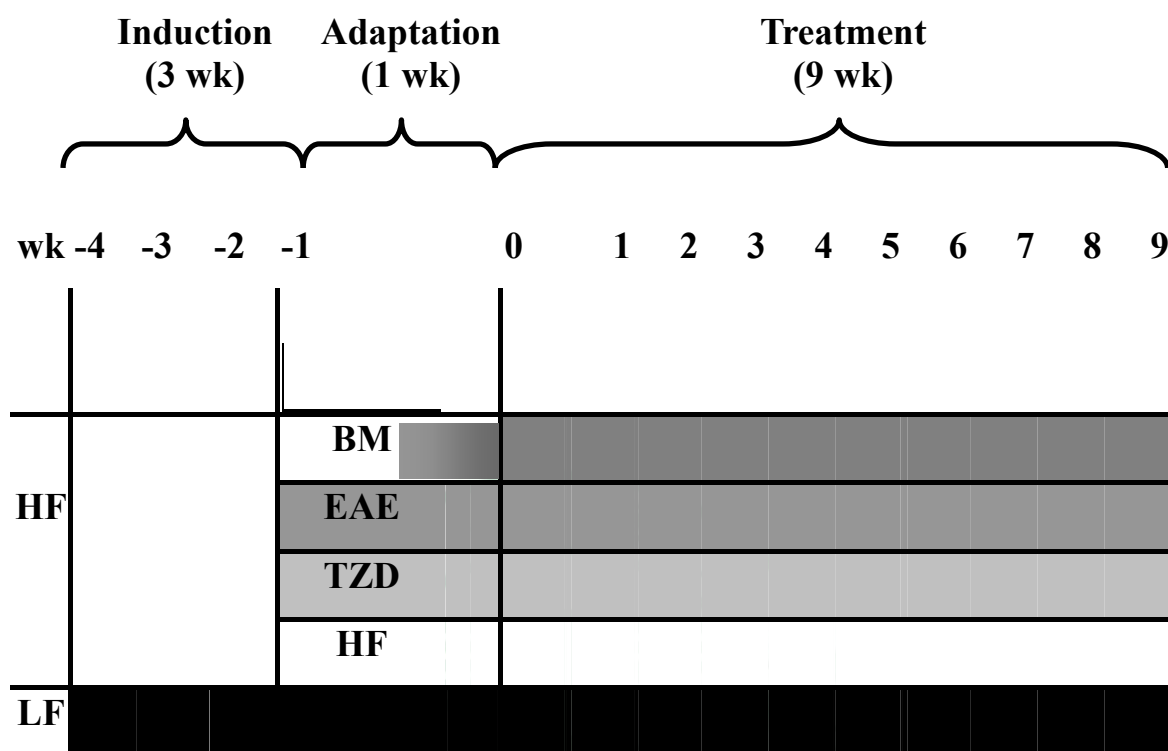 Induction Adaptation Treatment
(3 wk) (1 wk) (9 wk)
wk -4 -3 -2 -1 0 1 2 3 4 5 6 7 8 9
BM
HF EAE
TZD
HF
LF